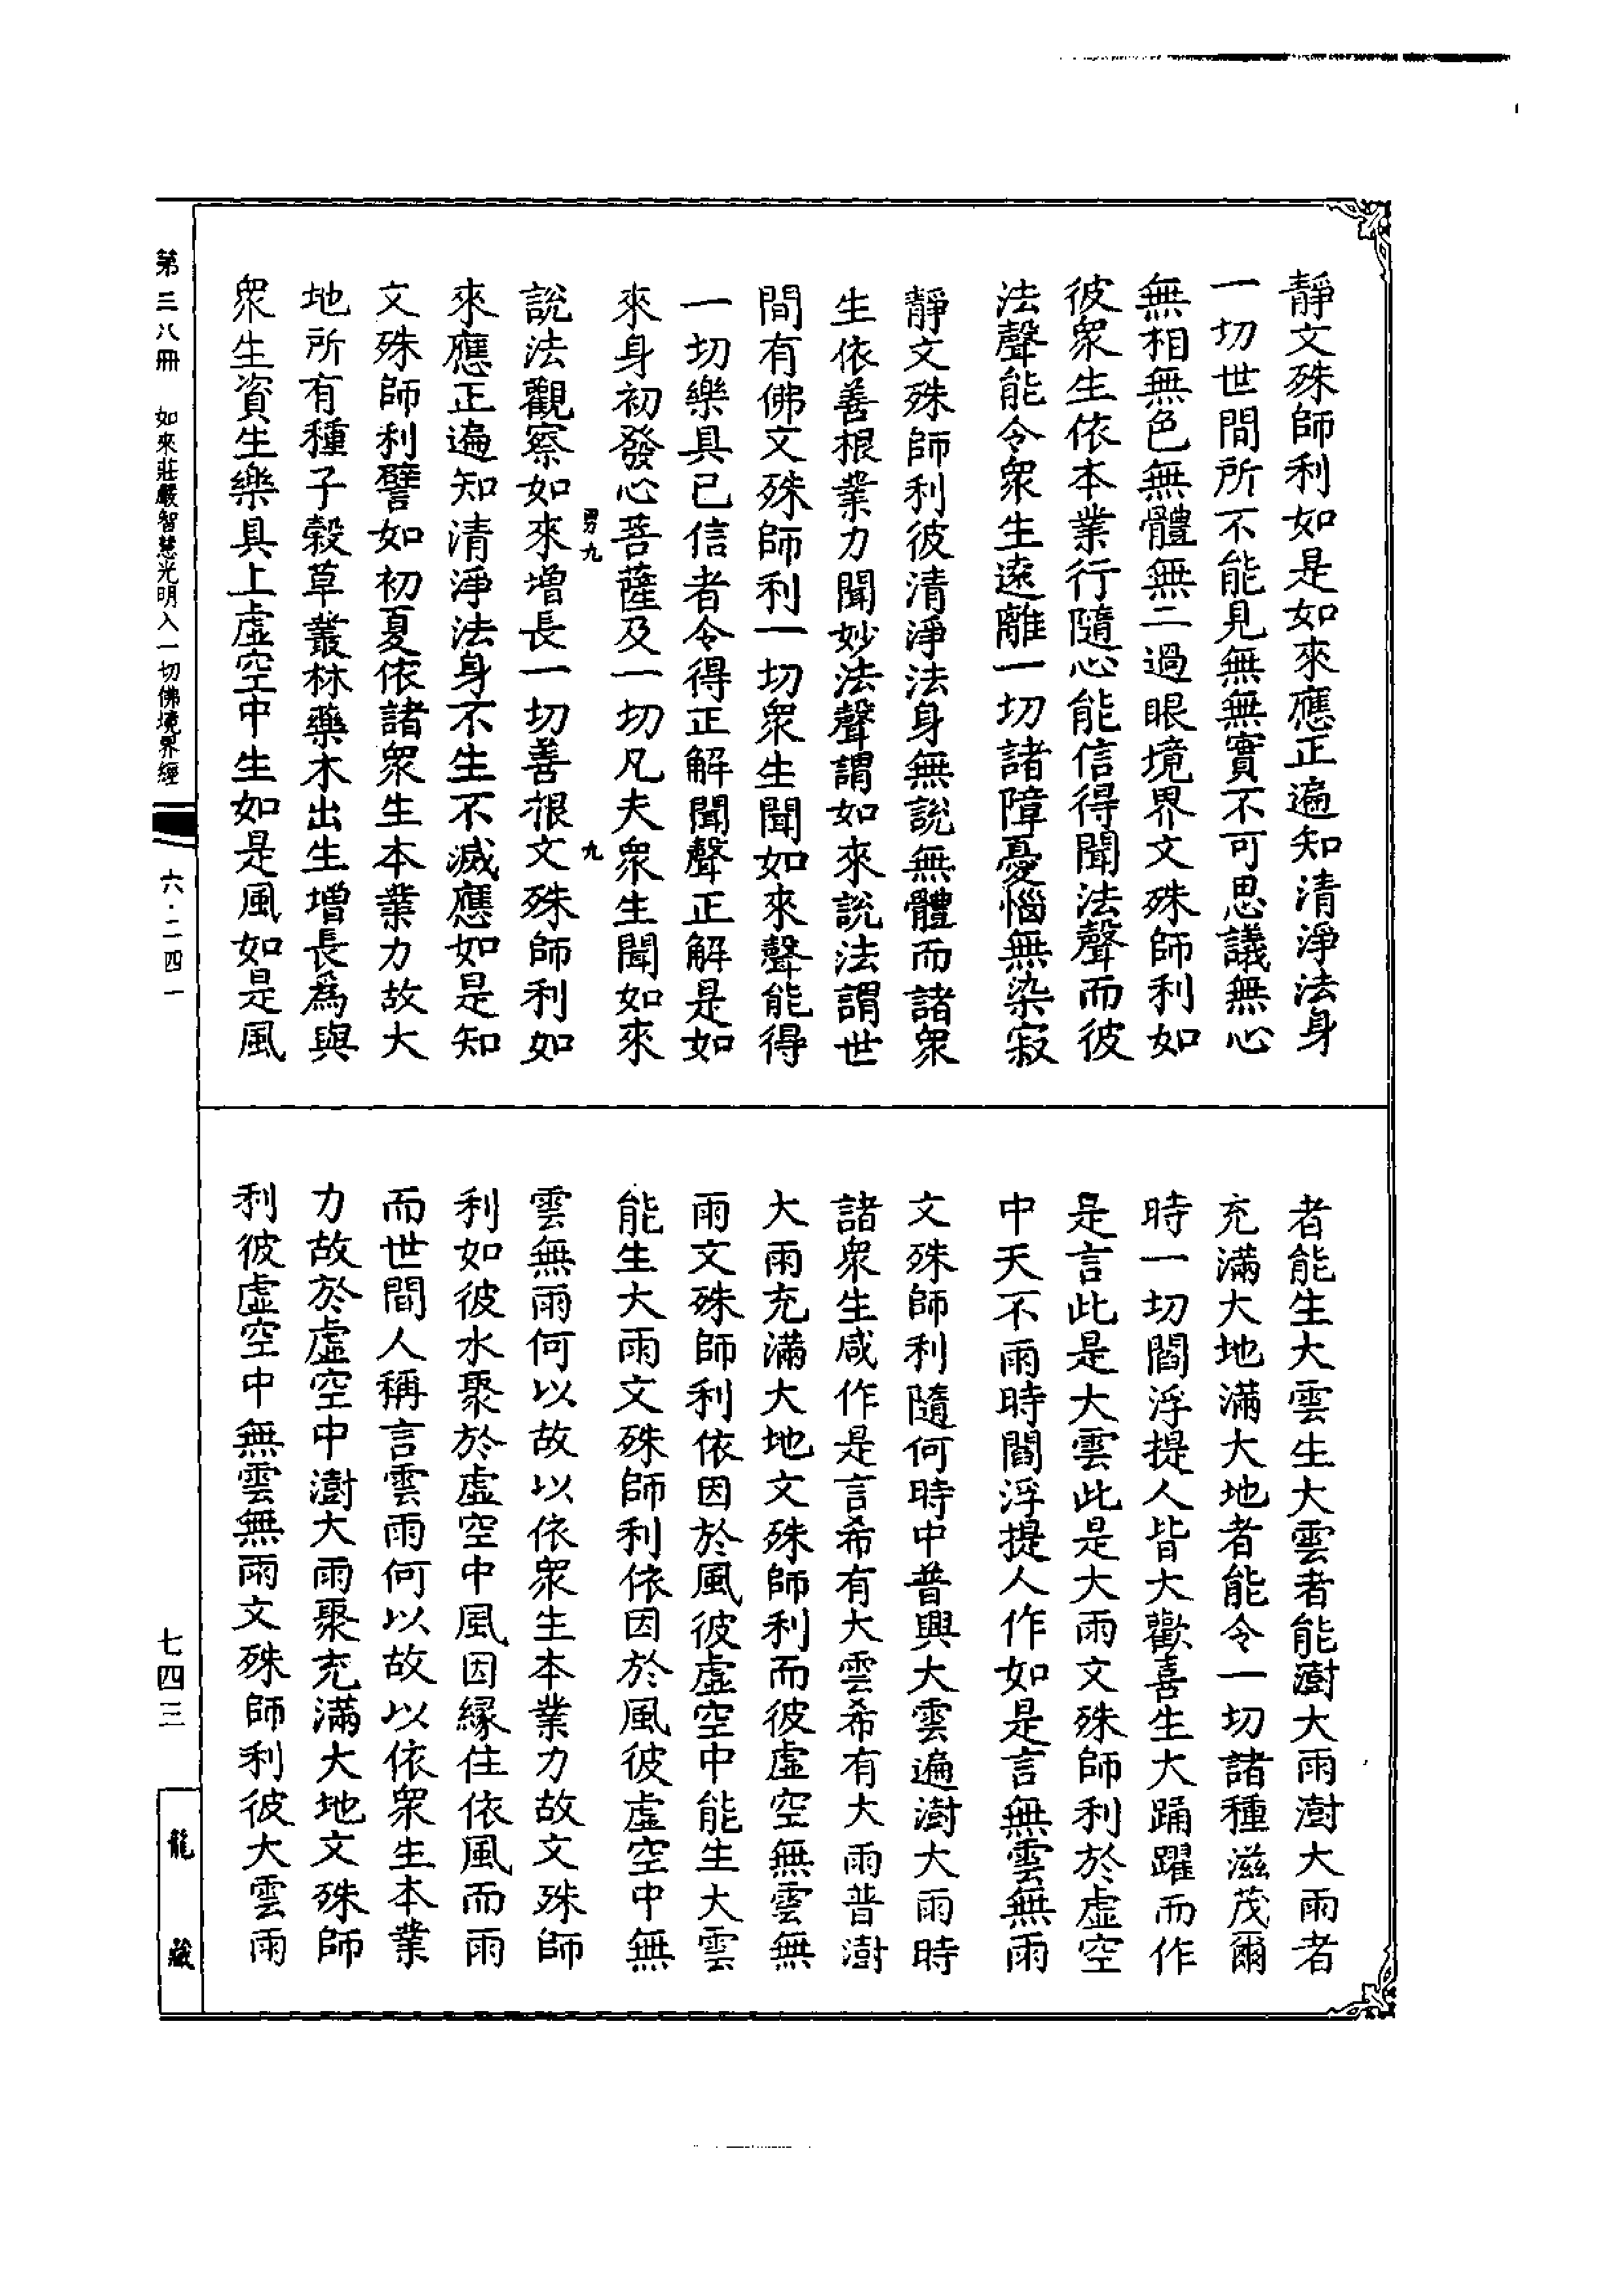 靜文殊師利如是如來應正遍知清淨法身
一切世間所不能見無無實不可思議無心
無相無色無體無二過眼境界文殊師利如
彼衆生依本業行隨心能信得聞法聲而彼
法聲能令衆生遠離一切諸障憂惱無染寂
靜文殊師利彼清淨法身無說無體而諸衆
生依善根業力聞妙法聲謂如來說法謂世
間有佛文殊師利一切衆生聞如來聲能得
一切樂具已信者令得正解聞聲正解是如
來身初發心菩薩及一切凡夫衆生聞如來
九
九
說法觀察如來增長一切善根文殊師利如
來應正遍知清淨法身不生不滅應如是知
文殊師利譬如初夏依諸衆生本業力故大
地所有種子穀草叢林藥木出生增長爲與
衆生資生樂具上虛空中生如是風如是風
者能生大雲生大雲者能澍大雨澍大雨者
充滿大地滿大地者能令一切諸種滋茂爾
時一切閻浮提人皆大歡喜生大踊躍而作
是言此是大雲此是大雨文殊師利於虛空
中天不雨時閻浮提人作如是言無雲無雨
文殊師利隨何時中普興大雲遍澍大雨時
諸衆生咸作是言希有大雲希有大雨普澍
大雨充滿大地文殊師利而彼虛空無雲無
雨文殊師利依因於風彼虛空中能生大雲
能生大雨文殊師利依因於風彼虛空中無
雲無雨何以故以依衆生本業力故文殊師
利如彼水聚於虛空中風因緣住依風而雨
而世間人稱言雲雨何以故以依衆生本業
力故於虛空中澍大雨聚充滿大地文殊師
利彼虛空中無雲無雨文殊師利彼大雲雨
第三八冊 如來莊嚴智慧光明入一切佛境界經
六·二四一
七四三
龍藏